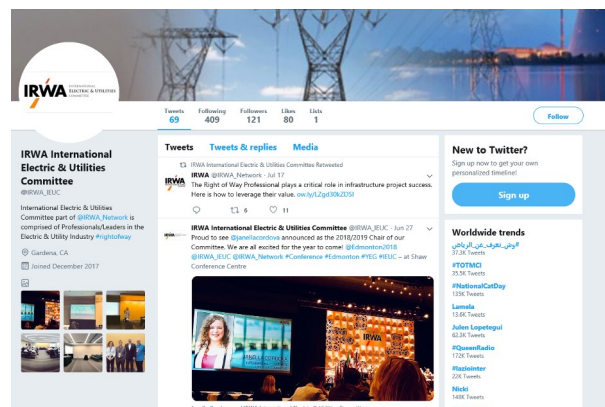 IRWA
INTERNATIONAL
ELECTRIC & UTILITIES
COMMITTEE
Tweets
69
Following
409
Followers
121
Likes
80
Lists
1
Follow
IRWA International
Electric & Utilities
Committee
@IRWA_IEUC
International Electric & Utilities
Committee part of @IRWA_Network is
comprised of Professionals/Leaders in the
Electric & Utility Industry #rightofway
Gardena, CA
Joined December 2017
Tweets Tweets & replies Media
IRWA International Electric & Utilities Committee Retweeted
IRWA @IRWA_Network · Jul 17
The Right of Way Professional plays a critical role in infrastructure project success.
Here is how to leverage their value. ow.ly/LZgd30kZO5I
6 11
IRWA International Electric & Utilities Committee @IRWA_IEUC · Jun 27
Proud to see @janellacordova announced as the 2018/2019 Chair of our
Committee. We are all excited for the year to come! @Edmonton2018
@IRWA_IEUC @IRWA_Network #Conference #Edmonton #YEG #IEUC – at Shaw
Conference Centre
JANELLA CORDOVA
IRWA
New to Twitter?
Sign up now to get your own
personalized timeline!
Sign up
Worldwide trends
#وش_تعرف_عن_الرياض
37.3K Tweets
#TOTMCI
25.5K Tweets
#NationalCatDay
135K Tweets
Lamela
13.6K Tweets
Julen Lopetegui
62.5K Tweets
#QueenRadio
172K Tweets
#laziointer
22K Tweets
Nicki
140K Tweets